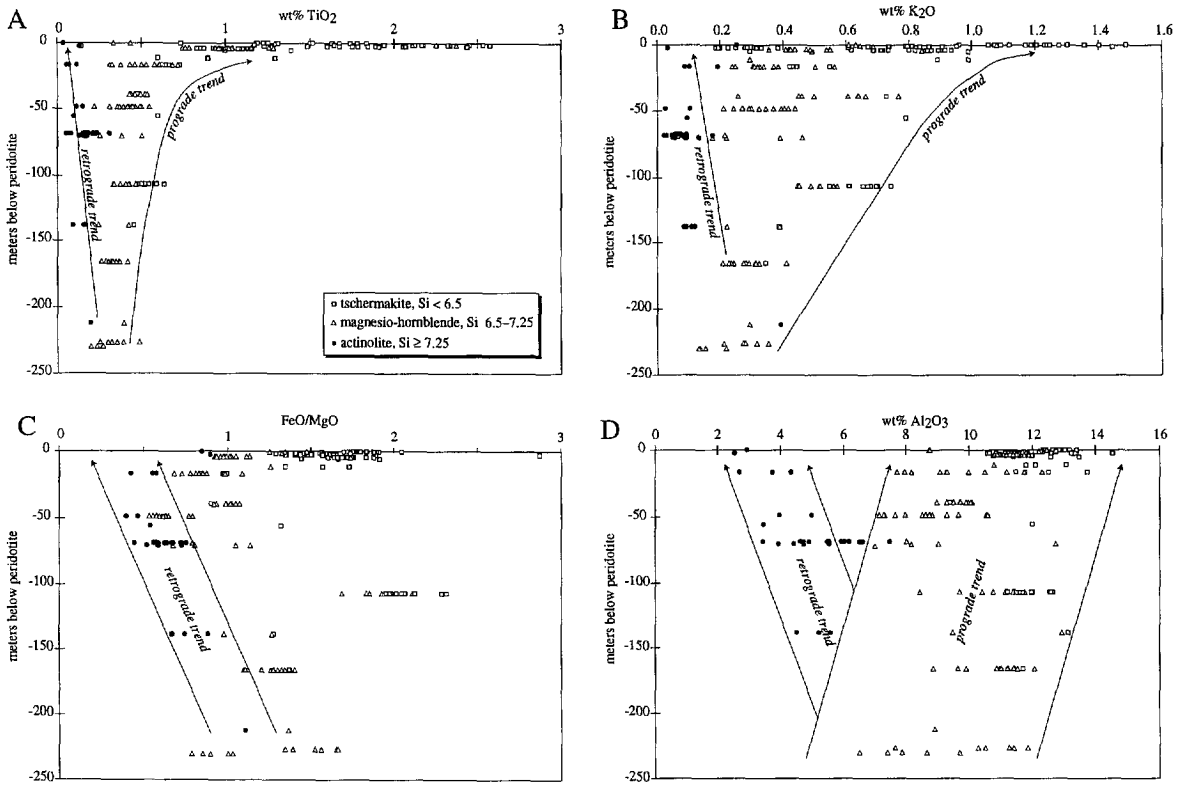 A
wt% TiO2
0 1 2 3
0
-50
-100
-150
-200
-250
meters below peridotite
retrograde trend
prograde trend
tschermakite, Si < 6.5
magnesio-hornblende, Si 6.5–7.25
actinolite, Si ≥ 7.25
B
wt% K2O
0.0 0.2 0.4 0.6 0.8 1.0 1.2 1.4 1.6
0
-50
-100
-150
-200
-250
meters below peridotite
retrograde trend
prograde trend
C
FeO/MgO
0 1 2 3
0
-50
-100
-150
-200
-250
meters below peridotite
retrograde trend
D
wt% Al2O3
0 2 4 6 8 10 12 14 16
0
-50
-100
-150
-200
-250
meters below peridotite
retrograde trend
prograde trend